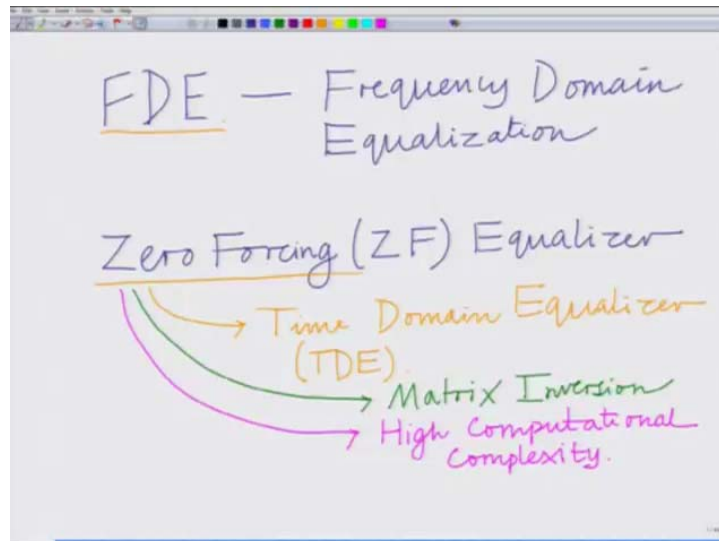 FDE — Frequency Domain
Equalization
Zero Forcing (ZF) Equalizer
Time Domain Equalizer
(TDE).
Matrix Inversion
High Computational
Complexity.